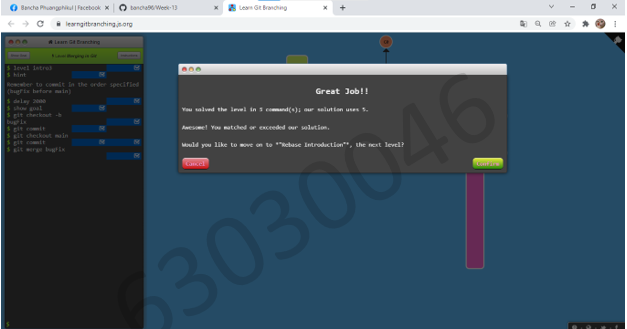 Bancha Phuangphikul | Facebook
bancha96/Week-13
Learn Git Branching
learngitbranching.js.org
Learn Git Branching
$ level intro3
$ hint
Remember to commit in the order specified
(bugFix before main)
$ delay 2000
$ show goal
$ git checkout -b
bugFix
$ git commit
$ git checkout main
$ git commit
$ git merge bugFix
$
Great Job!!
You solved the level in 5 command(s); our solution uses 5.
Awesome! You matched or exceeded our solution.
Would you like to move on to *"Rebase Introduction"*, the next level?
Cancel
63030046